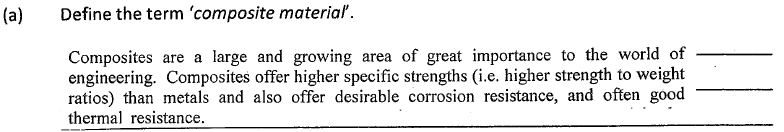 (a) Define the term 'composite material'.
Composites are a large and growing area of great importance to the world of
engineering. Composites offer higher specific strengths (i.e. higher strength to weight
ratios) than metals and also offer desirable corrosion resistance, and often good
thermal resistance.